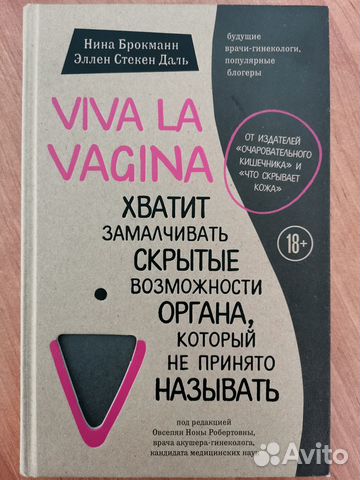 Нина Брокманн
Эллен Стекен Даль
будущие
врачи-гинекологи,
популярные
блогеры
VIVA LA
VAGINA
ОТ ИЗДАТЕЛЕЙ
«ОЧАРОВАТЕЛЬНОГО
КИШЕЧНИКА» И
«ЧТО СКРЫВАЕТ
КОЖА»
18+
ХВАТИТ
ЗАМАЛЧИВАТЬ
СКРЫТЫЕ
ВОЗМОЖНОСТИ
ОРГАНА,
КОТОРЫЙ
НЕ ПРИНЯТО
НАЗЫВАТЬ
под редакцией
Овсепян Ноны Робертовны,
врача акушера-гинеколога,
кандидата медицинских наук
Avito